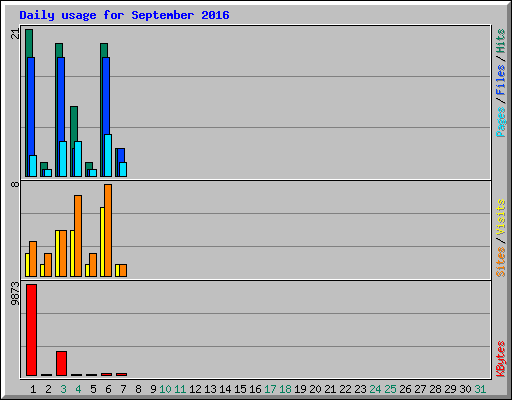 Daily usage for September 2016
21
8
9873
Pages / Files / Hits
Sites / Visits
KBytes
1 2 3 4 5 6 7 8 9 10 11 12 13 14 15 16 17 18 19 20 21 22 23 24 25 26 27 28 29 30 31